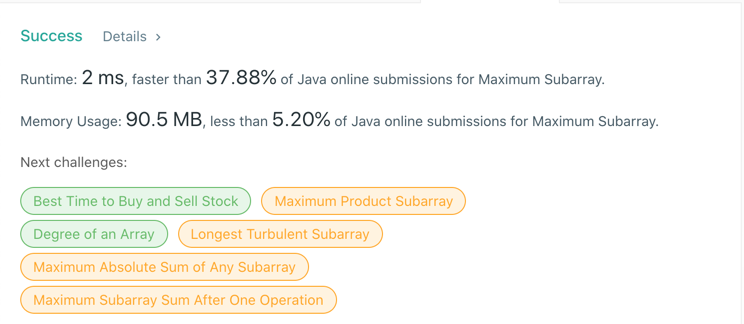 Success Details >
Runtime: 2 ms, faster than 37.88% of Java online submissions for Maximum Subarray.
Memory Usage: 90.5 MB, less than 5.20% of Java online submissions for Maximum Subarray.
Next challenges:
Best Time to Buy and Sell Stock Maximum Product Subarray
Degree of an Array Longest Turbulent Subarray
Maximum Absolute Sum of Any Subarray
Maximum Subarray Sum After One Operation